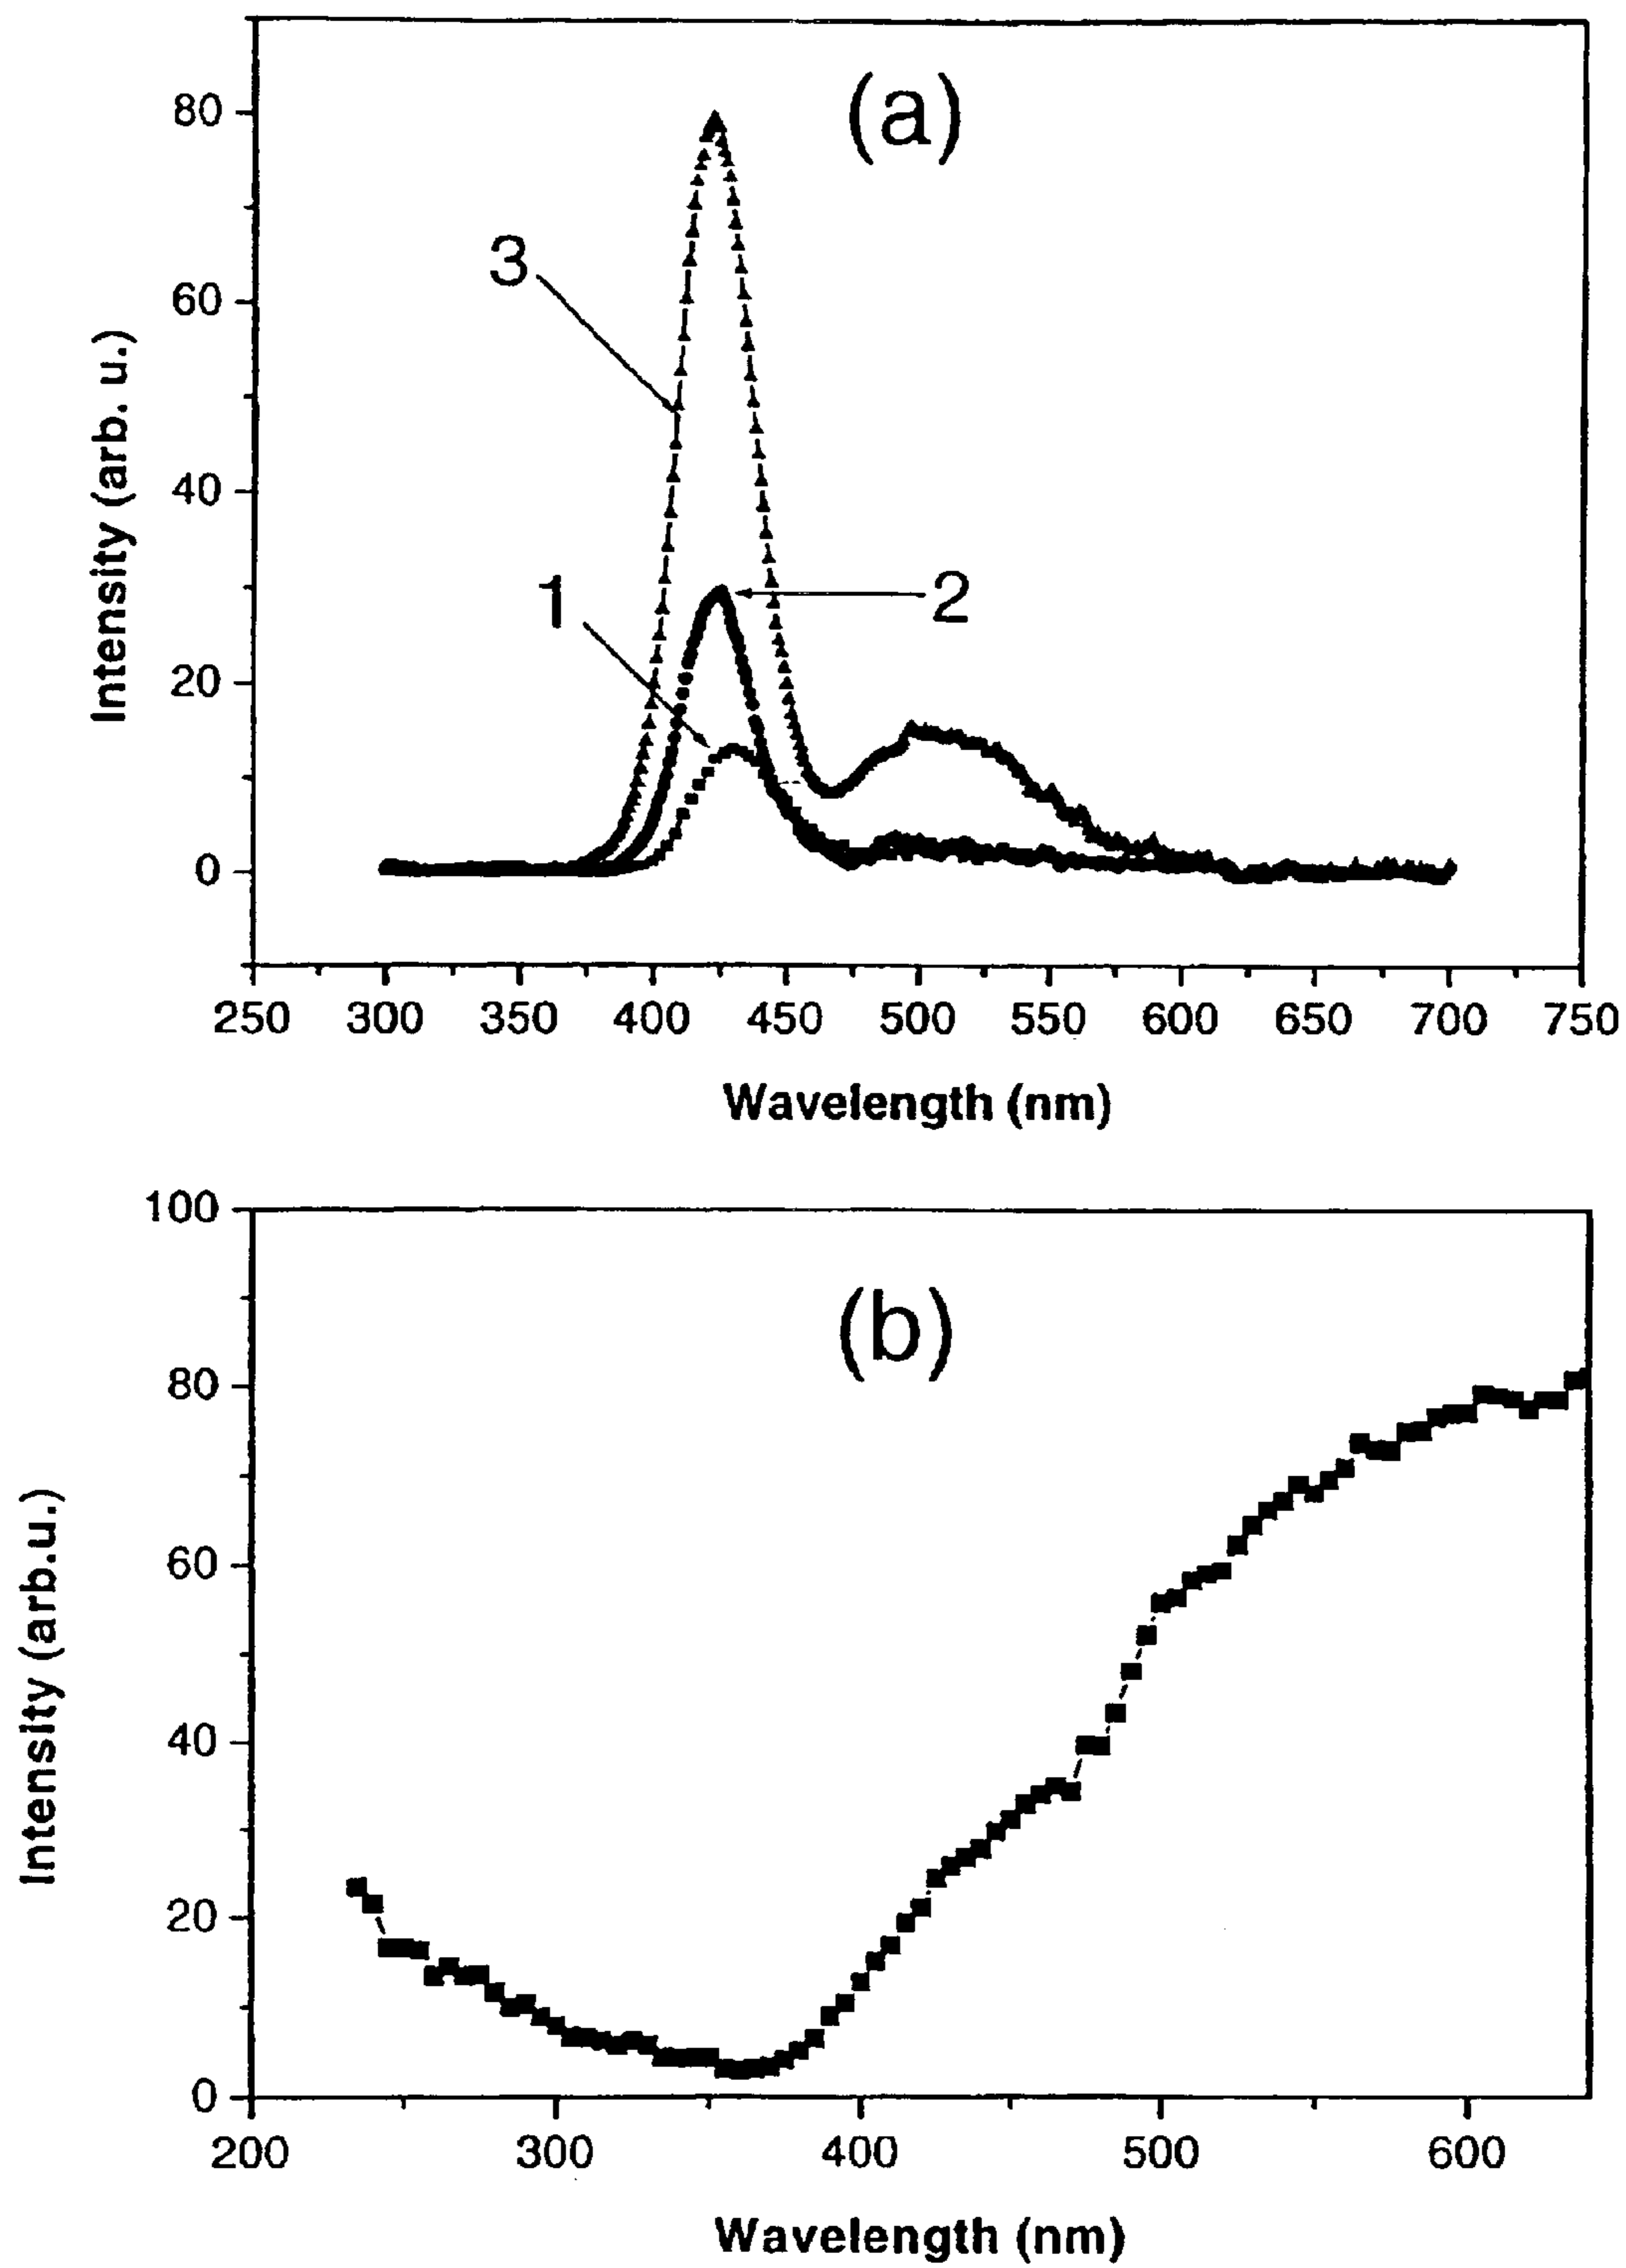 (a)
80
60
40
20
0
3
1
2
Intensity (arb. u.)
250 300 350 400 450 500 550 600 650 700 750
Wavelength (nm)
(b)
100
80
60
40
20
0
Intensity (arb.u.)
200 300 400 500 600
Wavelength (nm)